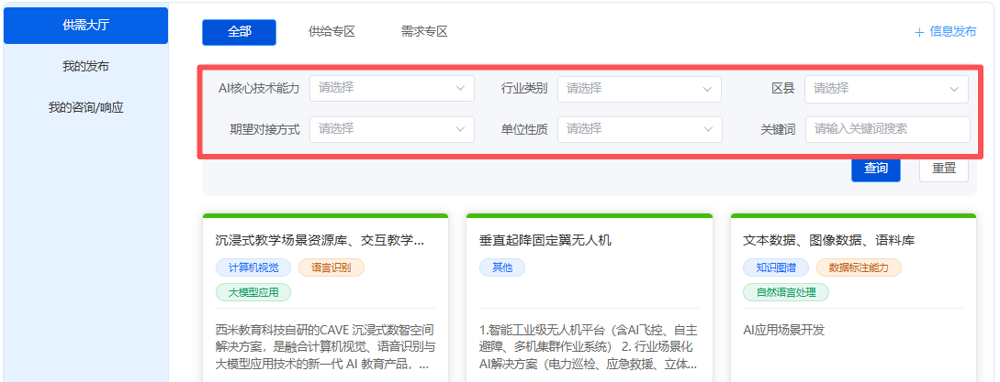 供需大厅
我的发布
我的咨询/响应
全部 供给专区 需求专区 + 信息发布
AI核心技术能力 请选择 行业类别 请选择 区县 请选择
期望对接方式 请选择 单位性质 请选择 关键词 请输入关键词搜索
查询 重置
沉浸式教学场景资源库、交互教学...
计算机视觉 语言识别
大模型应用
西米教育科技自研的CAVE 沉浸式数智空间
解决方案，是融合计算机视觉、语音识别与
大模型应用技术的新一代 AI 教育产品，...
垂直起降固定翼无人机
其他
1.智能工业级无人机平台（含AI飞控、自主
避障、多机集群作业系统） 2. 行业场景化
AI解决方案（电力巡检、应急救援、立体...
文本数据、图像数据、语料库
知识图谱 数据标注能力
自然语言处理
AI应用场景开发